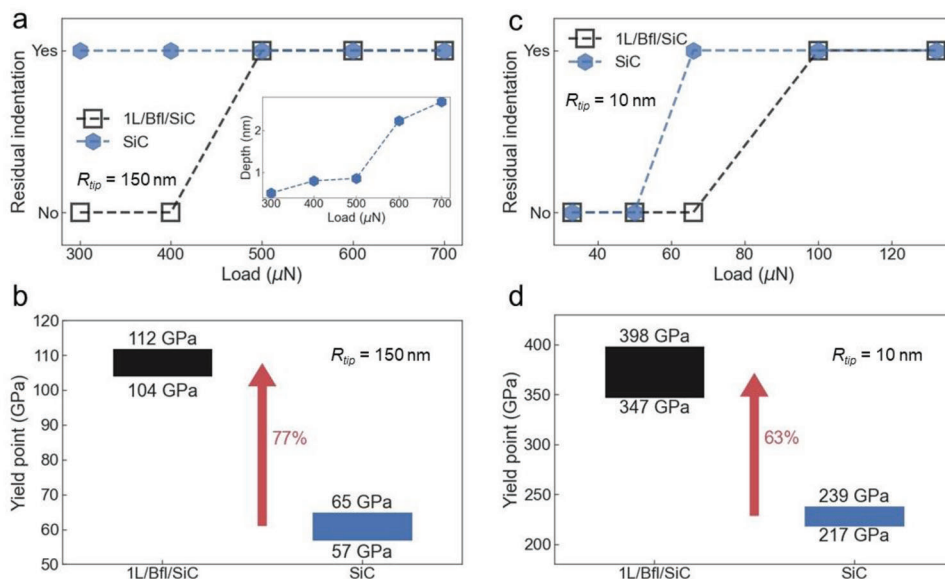 a
Residual indentation
Yes
No
1L/Bfl/SiC
SiC
R_tip = 150 nm
Depth (nm)
2
1
300 400 500 600 700
Load (μN)
300 400 500 600 700
Load (μN)
c
Residual indentation
Yes
No
1L/Bfl/SiC
SiC
R_tip = 10 nm
40 60 80 100 120
Load (μN)
b
Yield point (GPa)
120
110
100
90
80
70
60
50
112 GPa
104 GPa
R_tip = 150 nm
77%
65 GPa
57 GPa
1L/Bfl/SiC SiC
d
Yield point (GPa)
400
350
300
250
200
398 GPa
347 GPa
R_tip = 10 nm
63%
239 GPa
217 GPa
1L/Bfl/SiC SiC